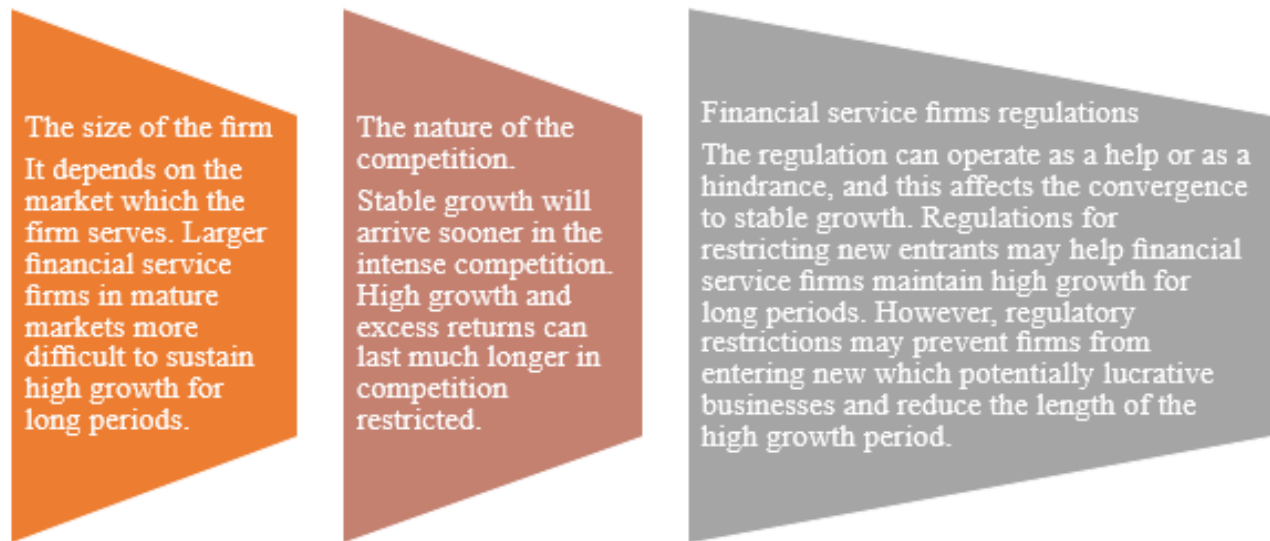 The size of the firm
It depends on the
market which the
firm serves. Larger
financial service
firms in mature
markets more
difficult to sustain
high growth for
long periods.
The nature of the
competition.
Stable growth will
arrive sooner in the
intense competition.
High growth and
excess returns can
last much longer in
competition
restricted.
Financial service firms regulations
The regulation can operate as a help or as a
hindrance, and this affects the convergence
to stable growth. Regulations for
restricting new entrants may help financial
service firms maintain high growth for
long periods. However, regulatory
restrictions may prevent firms from
entering new which potentially lucrative
businesses and reduce the length of the
high growth period.